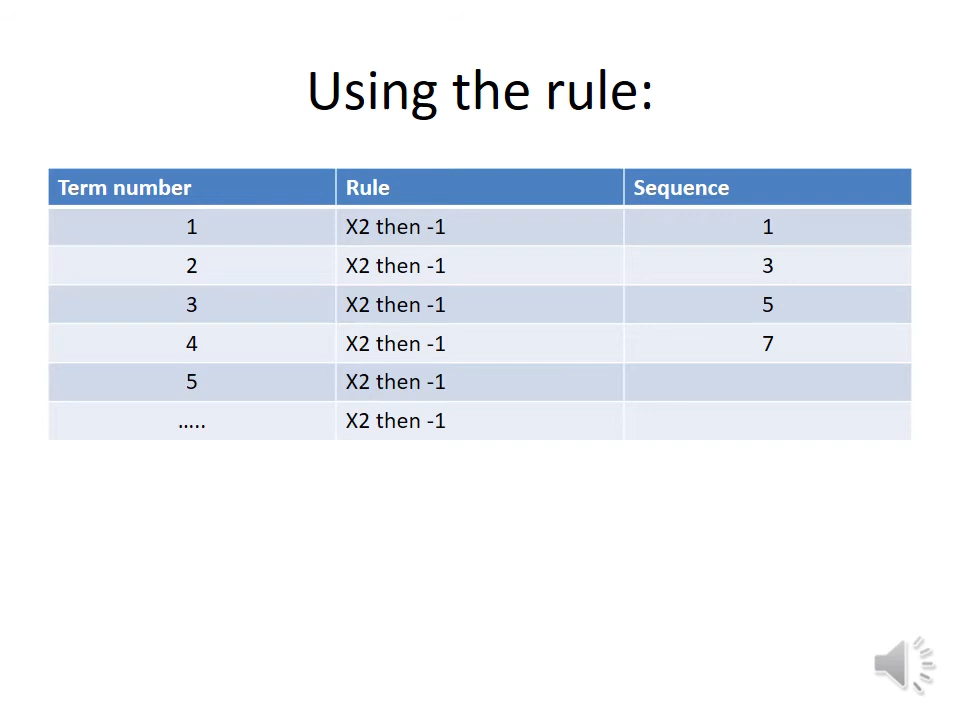 Using the rule:
Term number Rule Sequence
1 X2 then -1 1
2 X2 then -1 3
3 X2 then -1 5
4 X2 then -1 7
5 X2 then -1
..... X2 then -1